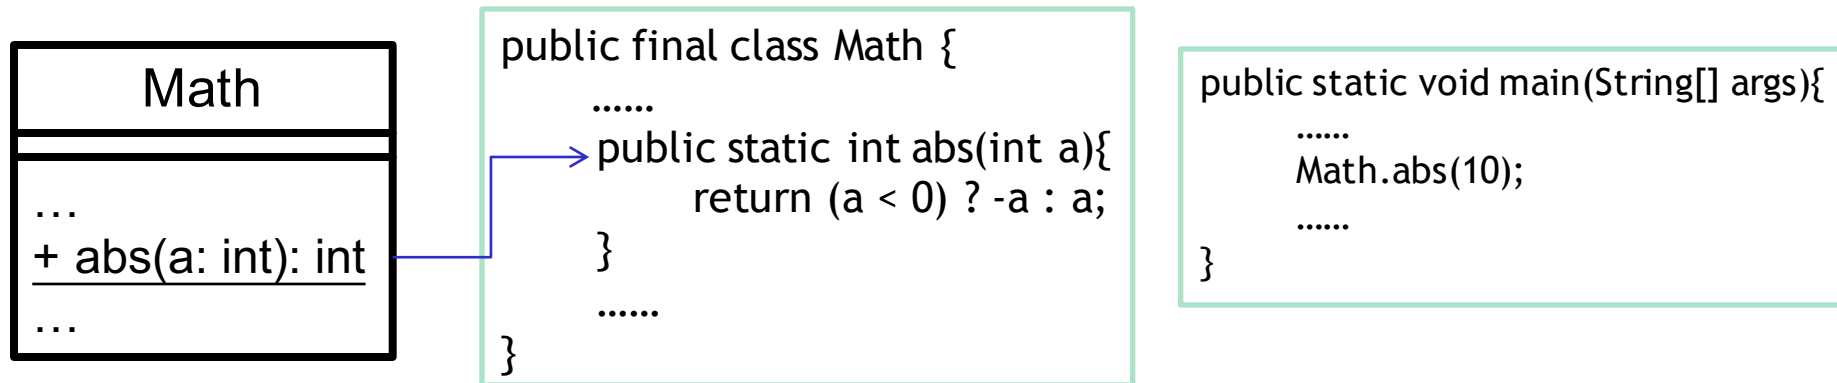 Math
…
+ abs(a: int): int
…
public final class Math {
......
public static int abs(int a){
return (a < 0) ? -a : a;
}
......
}
public static void main(String[] args){
......
Math.abs(10);
......
}